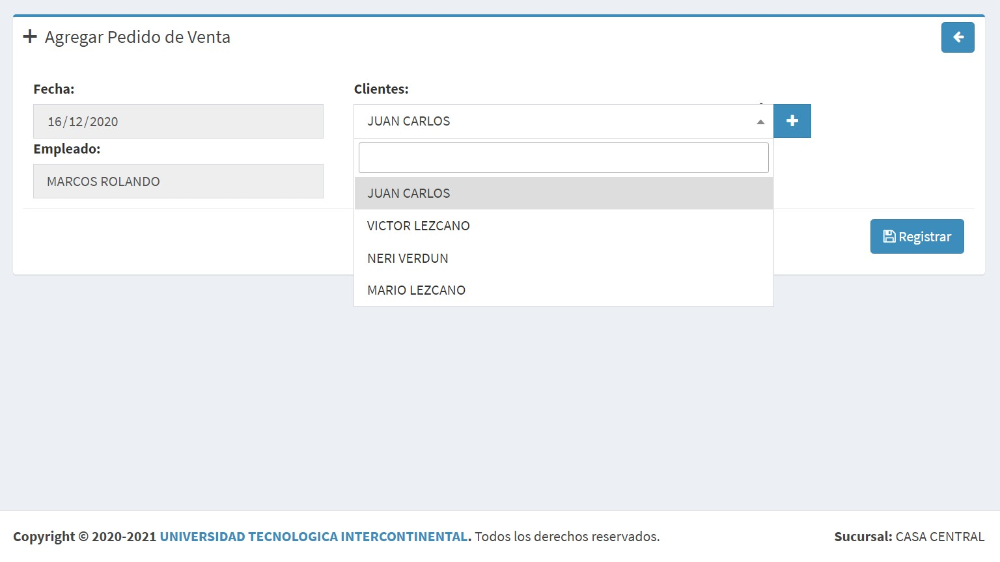 Agregar Pedido de Venta
Fecha:
16/12/2020
Clientes:
JUAN CARLOS
Empleado:
MARCOS ROLANDO
JUAN CARLOS
VICTOR LEZCANO
NERI VERDUN
MARIO LEZCANO
Registrar
Copyright © 2020-2021 UNIVERSIDAD TECNOLOGICA INTERCONTINENTAL. Todos los derechos reservados.
Sucursal: CASA CENTRAL